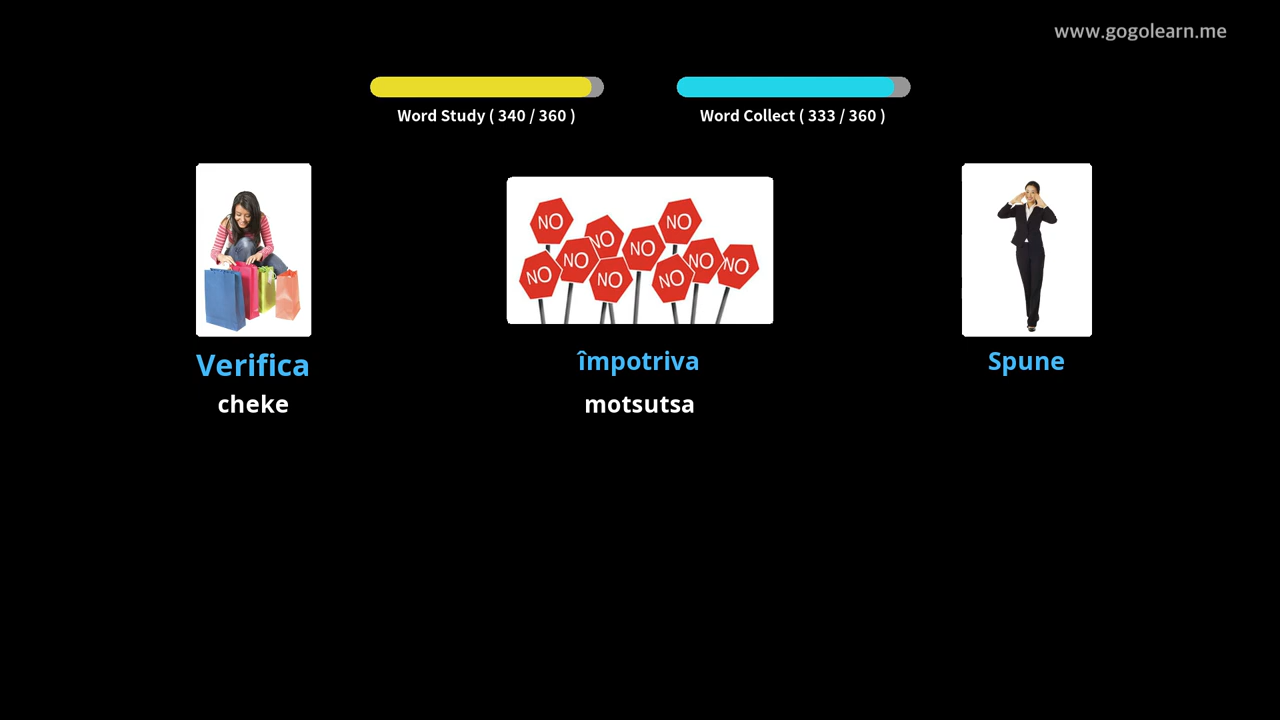 www.gogolearn.me
Word Study ( 340 / 360 )
Word Collect ( 333 / 360 )
NO
NO
NO
NO
NO
NO
NO
NO
NO
NO
Verifica
împotriva
Spune
cheke
motsutsa